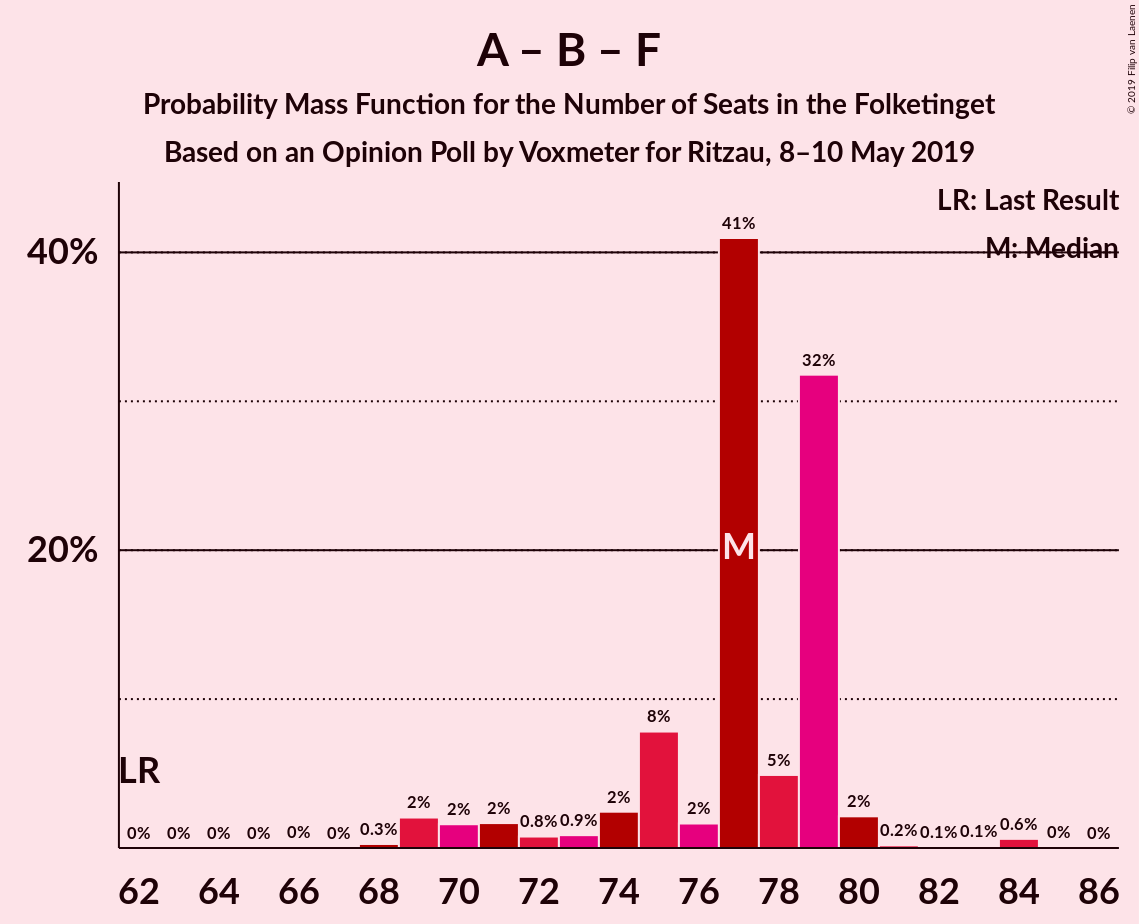 A – B – F
Probability Mass Function for the Number of Seats in the Folketinget
Based on an Opinion Poll by Voxmeter for Ritzau, 8–10 May 2019
© 2019 Filip van Laenen
LR: Last Result
M: Median
40%
20%
LR
M
0% 0% 0% 0% 0% 0% 0.3% 2% 2% 2% 0.8% 0.9% 2% 8% 2% 41% 5% 32% 2% 0.2% 0.1% 0.1% 0.6% 0% 0%
62 64 66 68 70 72 74 76 78 80 82 84 86